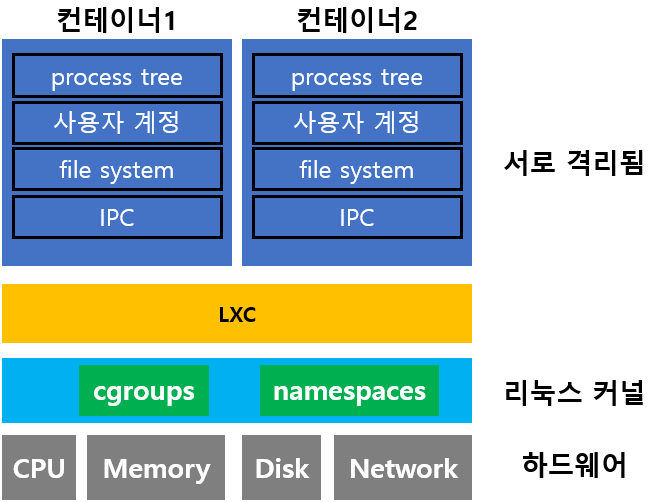 컨테이너1
컨테이너2
process tree
사용자 계정
file system
IPC
process tree
사용자 계정
file system
IPC
서로 격리됨
LXC
cgroups
namespaces
리눅스 커널
CPU
Memory
Disk
Network
하드웨어